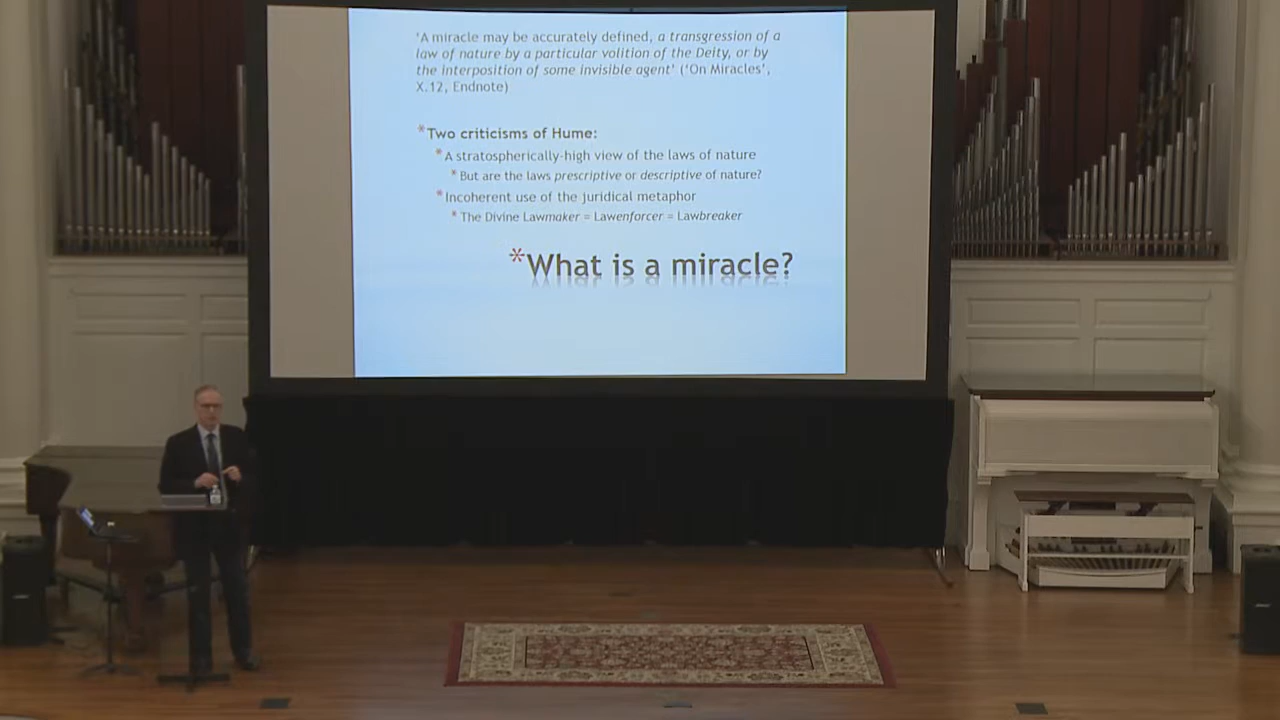 'A miracle may be accurately defined, a transgression of a
law of nature by a particular volition of the Deity, or by
the interposition of some invisible agent' ('On Miracles',
X.12, Endnote)
*Two criticisms of Hume:
*A stratospherically-high view of the laws of nature
*But are the laws prescriptive or descriptive of nature?
*Incoherent use of the juridical metaphor
*The Divine Lawmaker = Lawenforcer = Lawbreaker
*What is a miracle?